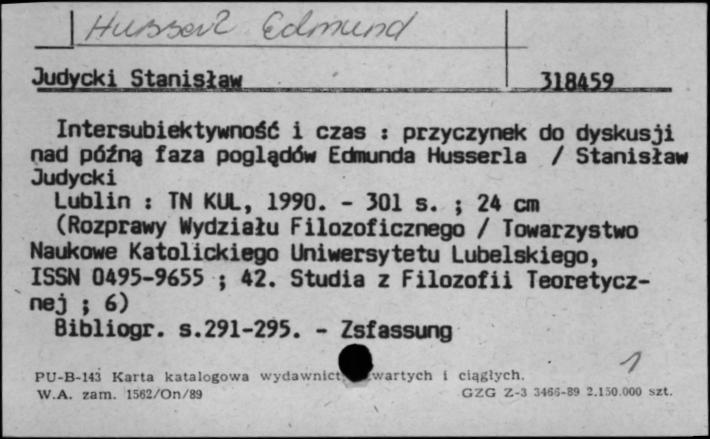 Husserl Edmund
Judycki Stanisław 318459
Intersubiektywność i czas : przyczynek do dyskusji
nad późną faza poglądów Edmunda Husserla / Stanisław
Judycki
Lublin : TN KUL, 1990. - 301 s. ; 24 cm
(Rozprawy Wydziału Filozoficznego / Towarzystwo
Naukowe Katolickiego Uniwersytetu Lubelskiego,
ISSN 0495-9655 ; 42. Studia z Filozofii Teoretycz-
nej ; 6)
Bibliogr. s.291-295. - Zsfassung
1
PU-B-143 Karta katalogowa wydawnict wartych i ciągłych.
W.A. zam. 1562/On/89 GZG Z-3 3466-89 2.150.000 szt.